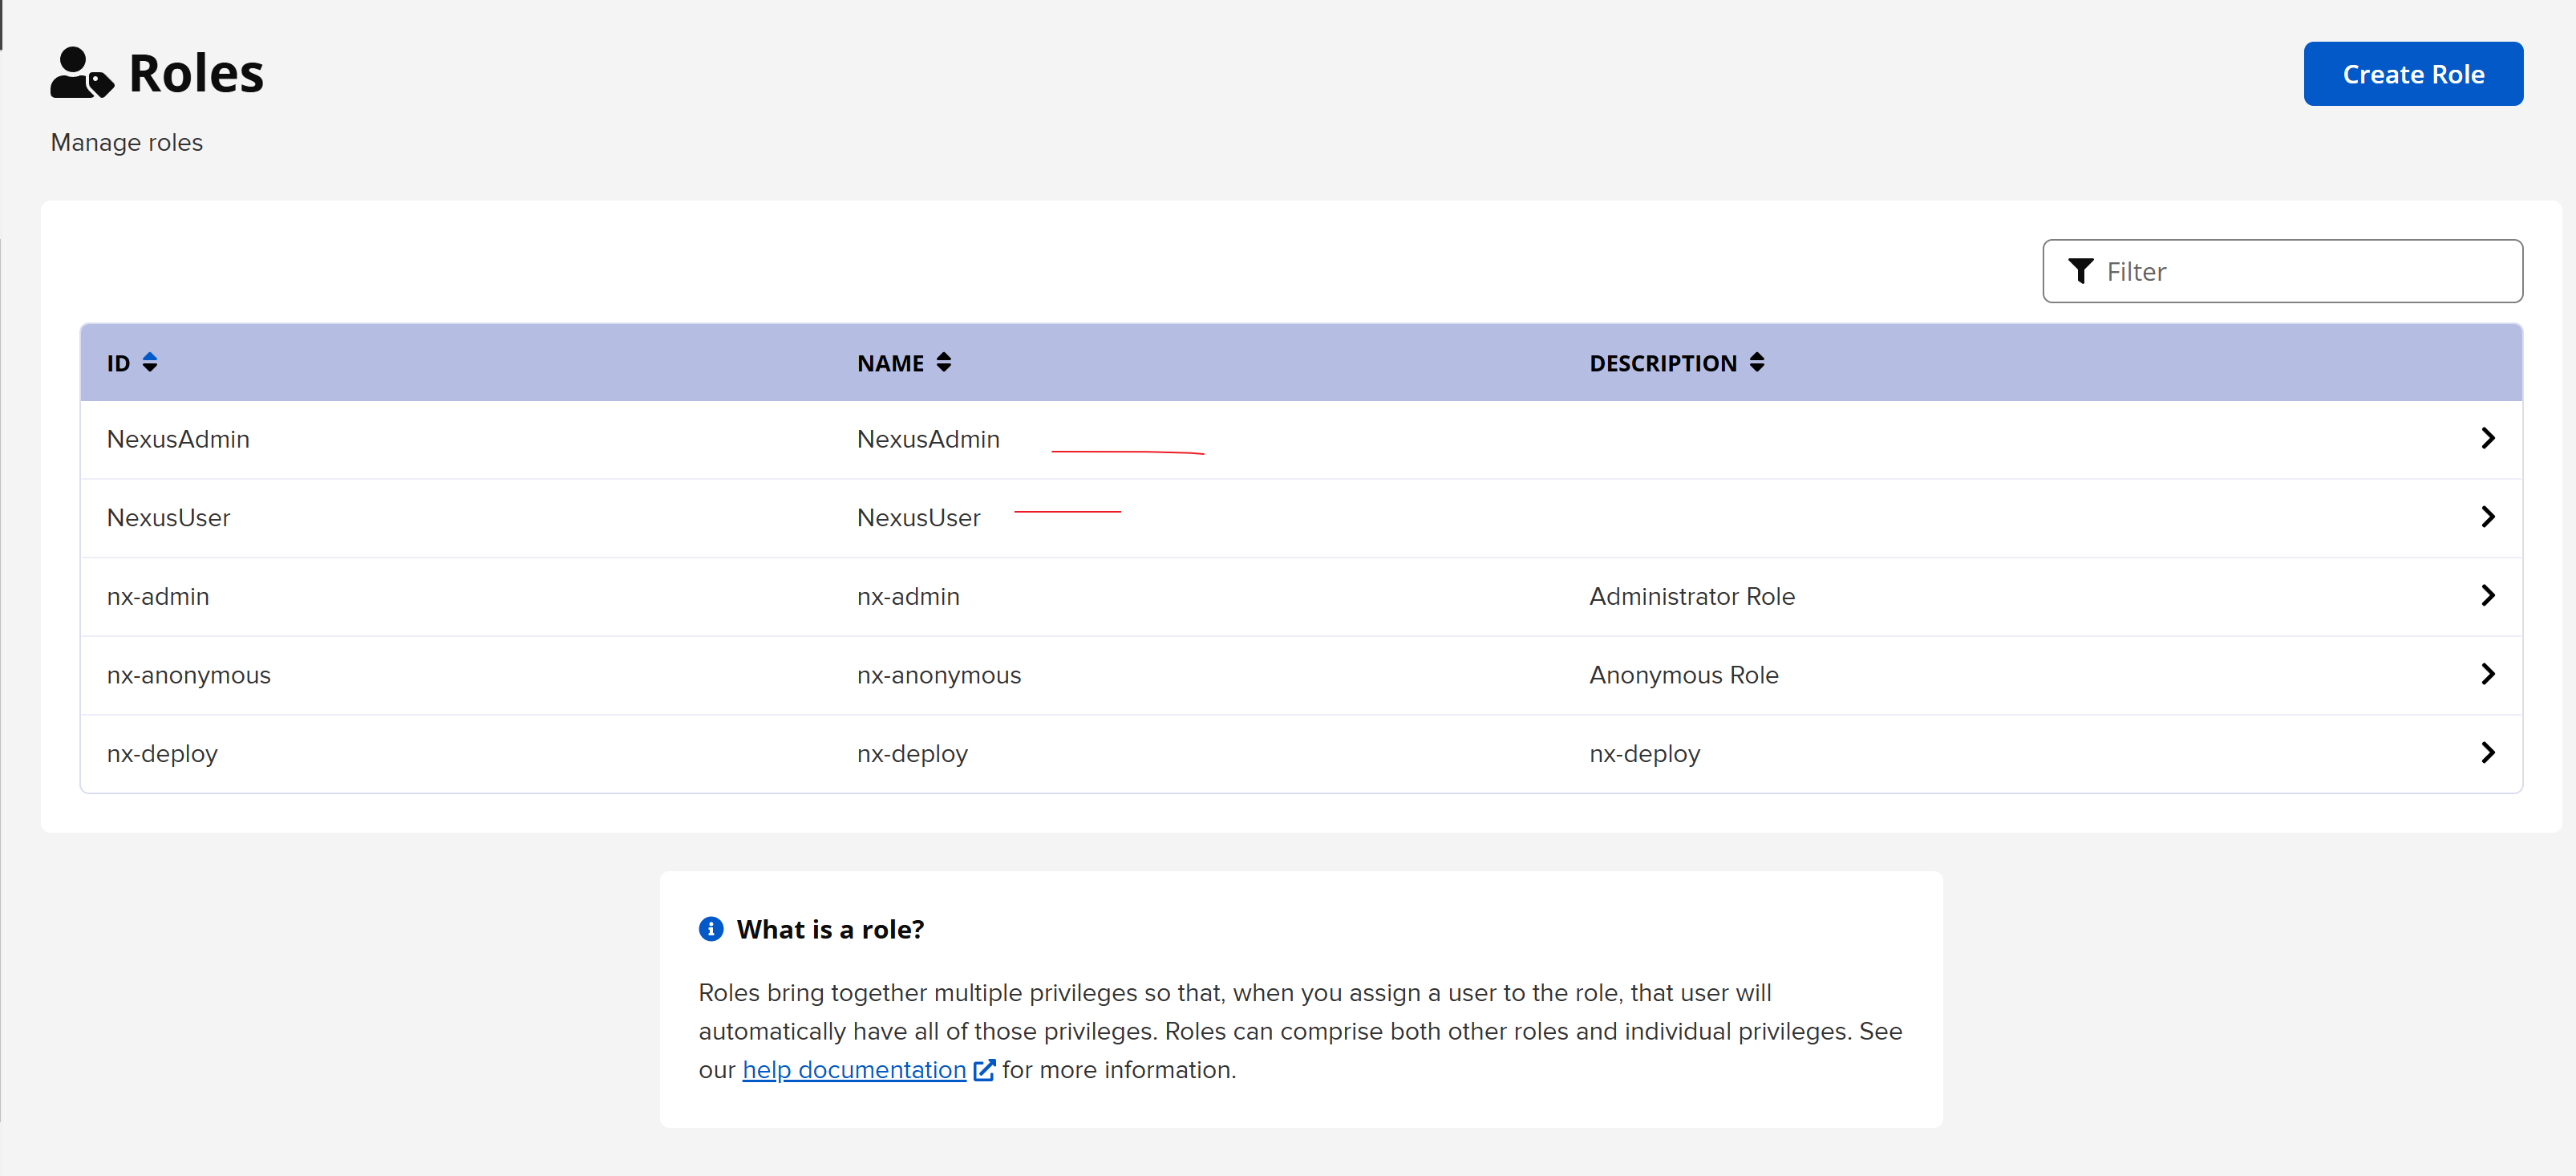 Roles
Create Role
Manage roles
Filter
ID NAME DESCRIPTION
NexusAdmin NexusAdmin
NexusUser NexusUser
nx-admin nx-admin Administrator Role
nx-anonymous nx-anonymous Anonymous Role
nx-deploy nx-deploy nx-deploy
What is a role?
Roles bring together multiple privileges so that, when you assign a user to the role, that user will
automatically have all of those privileges. Roles can comprise both other roles and individual privileges. See
our help documentation for more information.